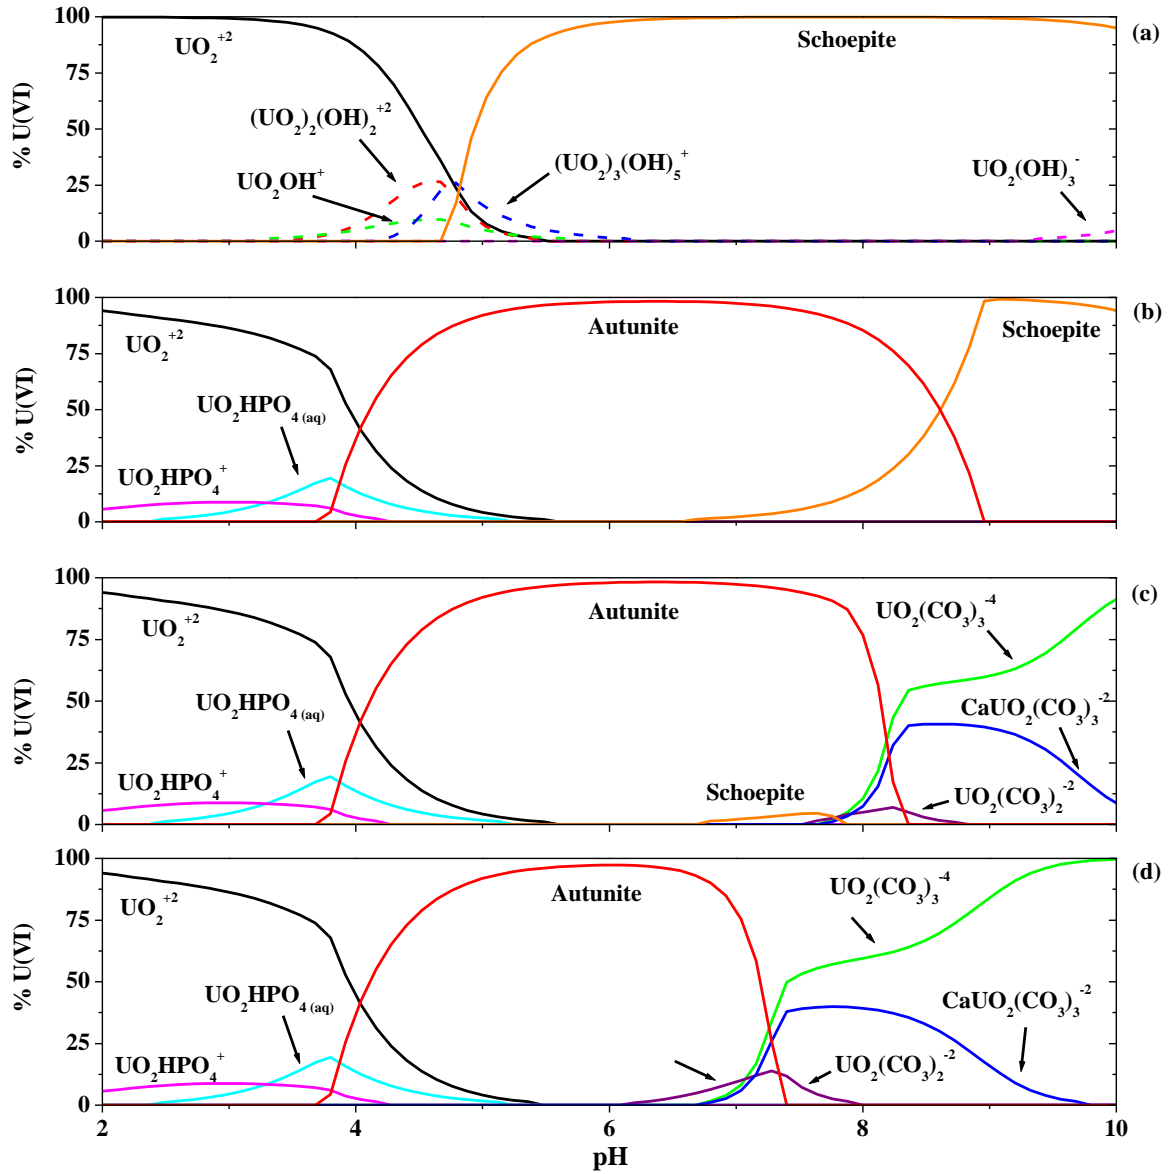 (a)
100
75
50
25
0
% U(VI)
UO₂⁺²
(UO₂)₂(OH)₂⁺²
UO₂OH⁺
(UO₂)₃(OH)₅⁺
Schoepite
UO₂(OH)₃⁻
(b)
100
75
50
25
0
% U(VI)
UO₂⁺²
UO₂HPO₄ (aq)
UO₂HPO₄⁺
Autunite
Schoepite
(c)
100
75
50
25
0
% U(VI)
UO₂⁺²
UO₂HPO₄ (aq)
UO₂HPO₄⁺
Autunite
Schoepite
UO₂(CO₃)₃⁻⁴
CaUO₂(CO₃)₃⁻²
UO₂(CO₃)₂⁻²
(d)
100
75
50
25
0
% U(VI)
UO₂⁺²
UO₂HPO₄ (aq)
UO₂HPO₄⁺
Autunite
UO₂(CO₃)₃⁻⁴
CaUO₂(CO₃)₃⁻²
UO₂(CO₃)₂⁻²
2 4 6 8 10
pH